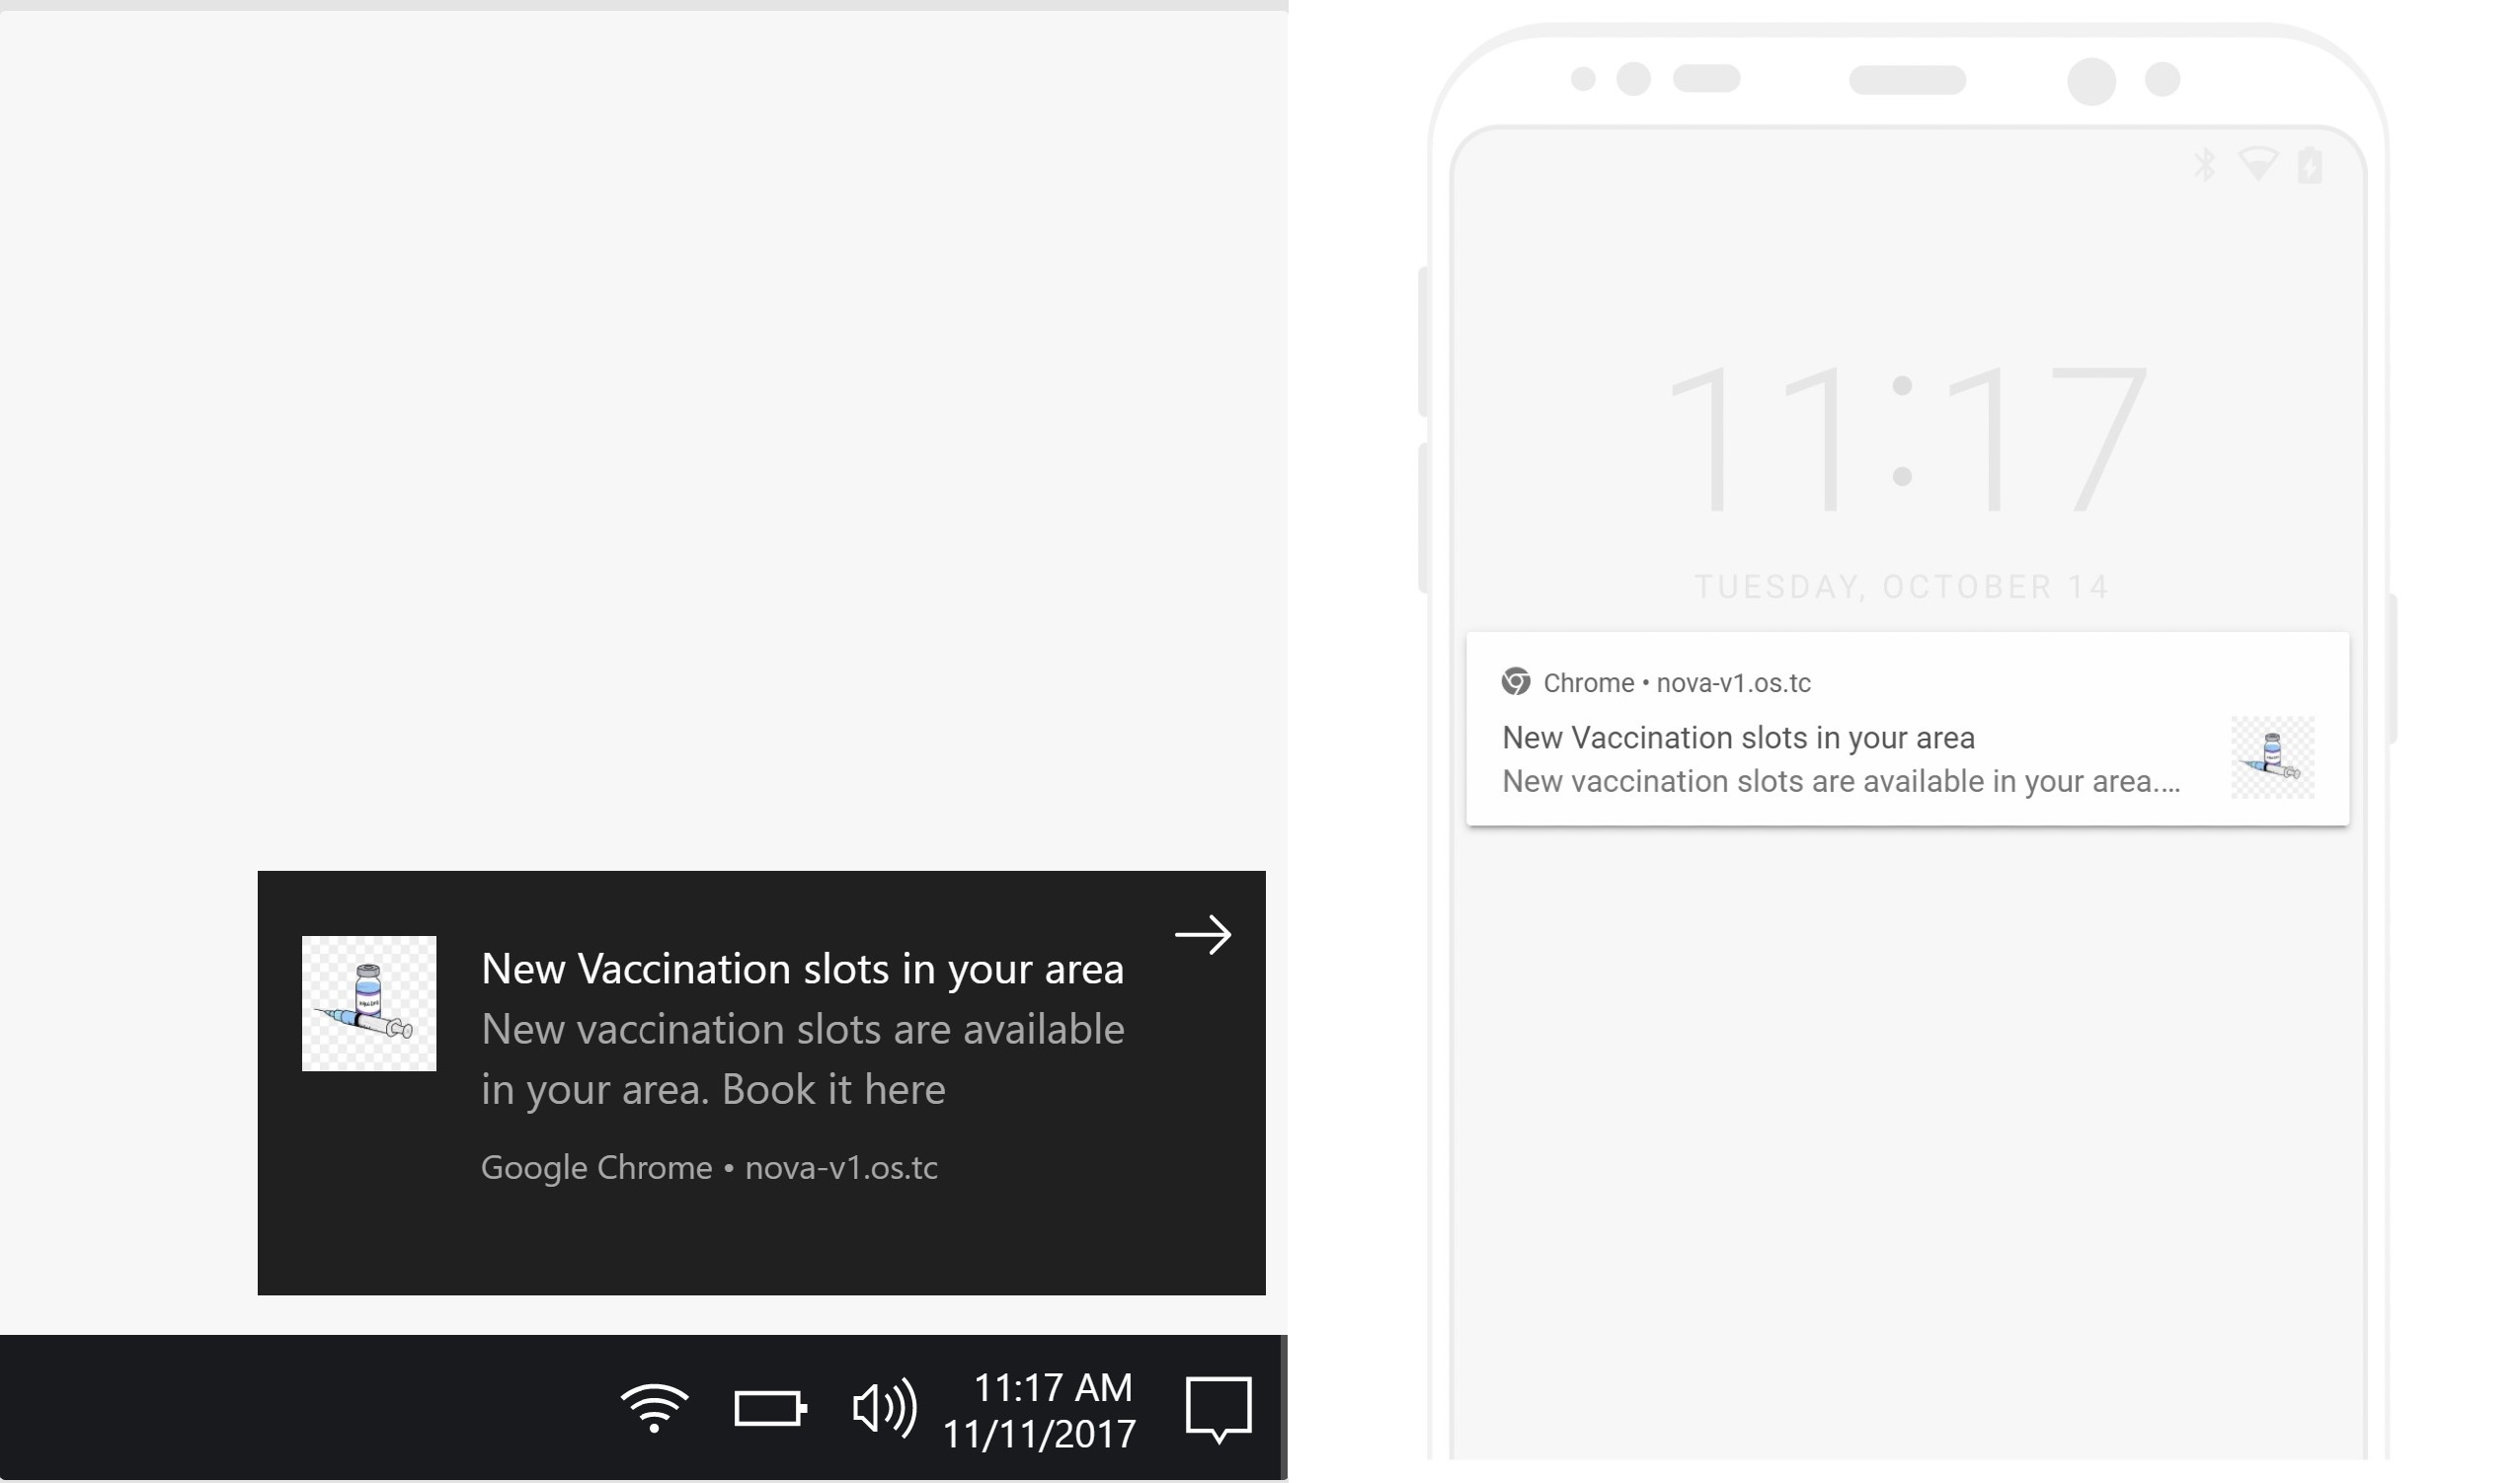 New Vaccination slots in your area
New vaccination slots are available
in your area. Book it here
Google Chrome • nova-v1.os.tc
11:17 AM
11/11/2017
11:17
TUESDAY, OCTOBER 14
Chrome • nova-v1.os.tc
New Vaccination slots in your area
New vaccination slots are available in your area....